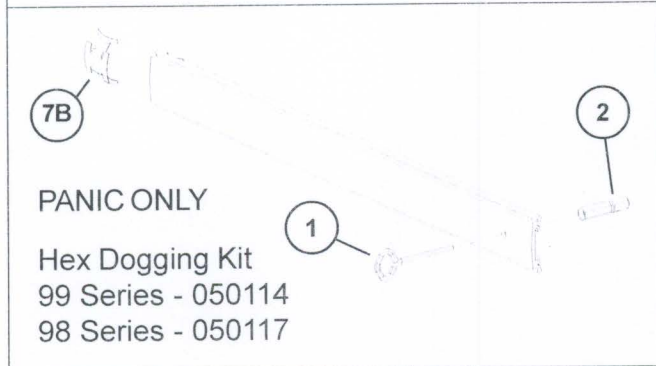 7B
2
PANIC ONLY
1
Hex Dogging Kit
99 Series - 050114
98 Series - 050117